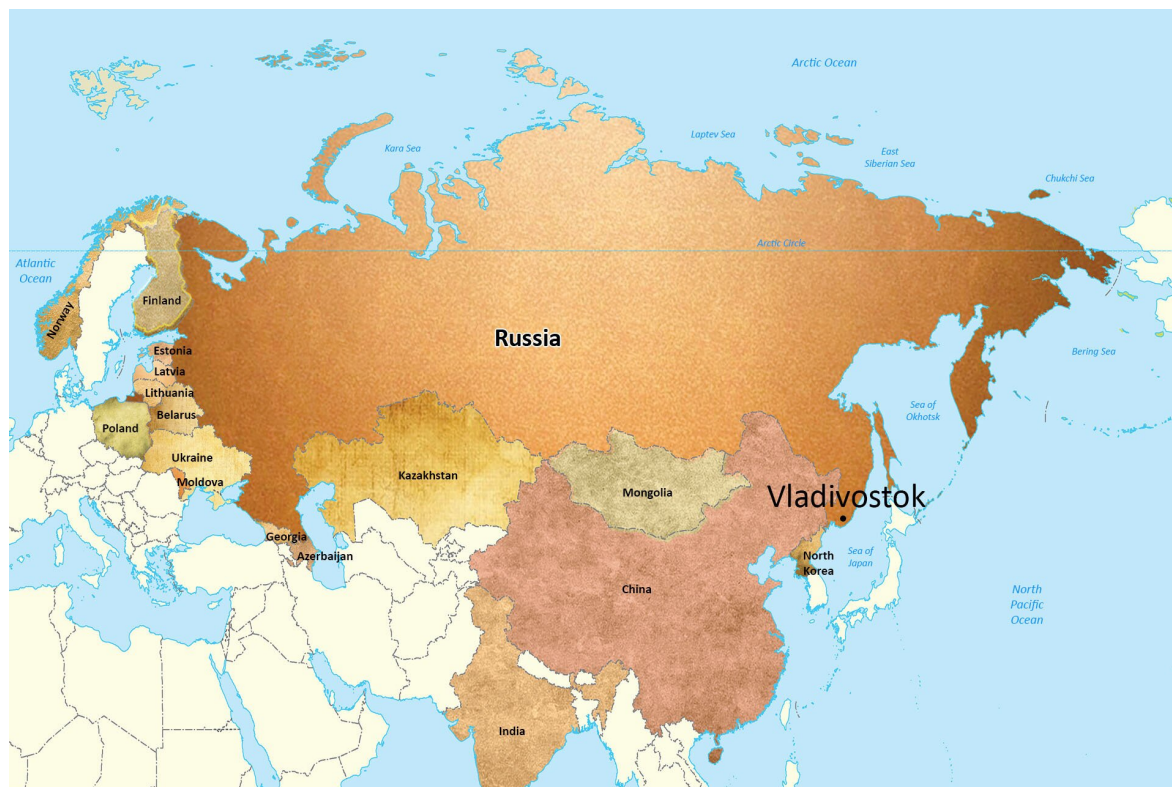 Arctic Ocean
Laptev Sea
Kara Sea
East
Siberian Sea
Chukchi Sea
Arctic Circle
Atlantic
Ocean
Finland
Norway
Russia
Estonia
Latvia
Lithuania
Belarus
Poland
Ukraine
Moldova
Kazakhstan
Mongolia
Bering Sea
Sea of
Okhotsk
Vladivostok
Georgia
Azerbaijan
North
Korea
Sea of
Japan
China
North
Pacific
Ocean
India